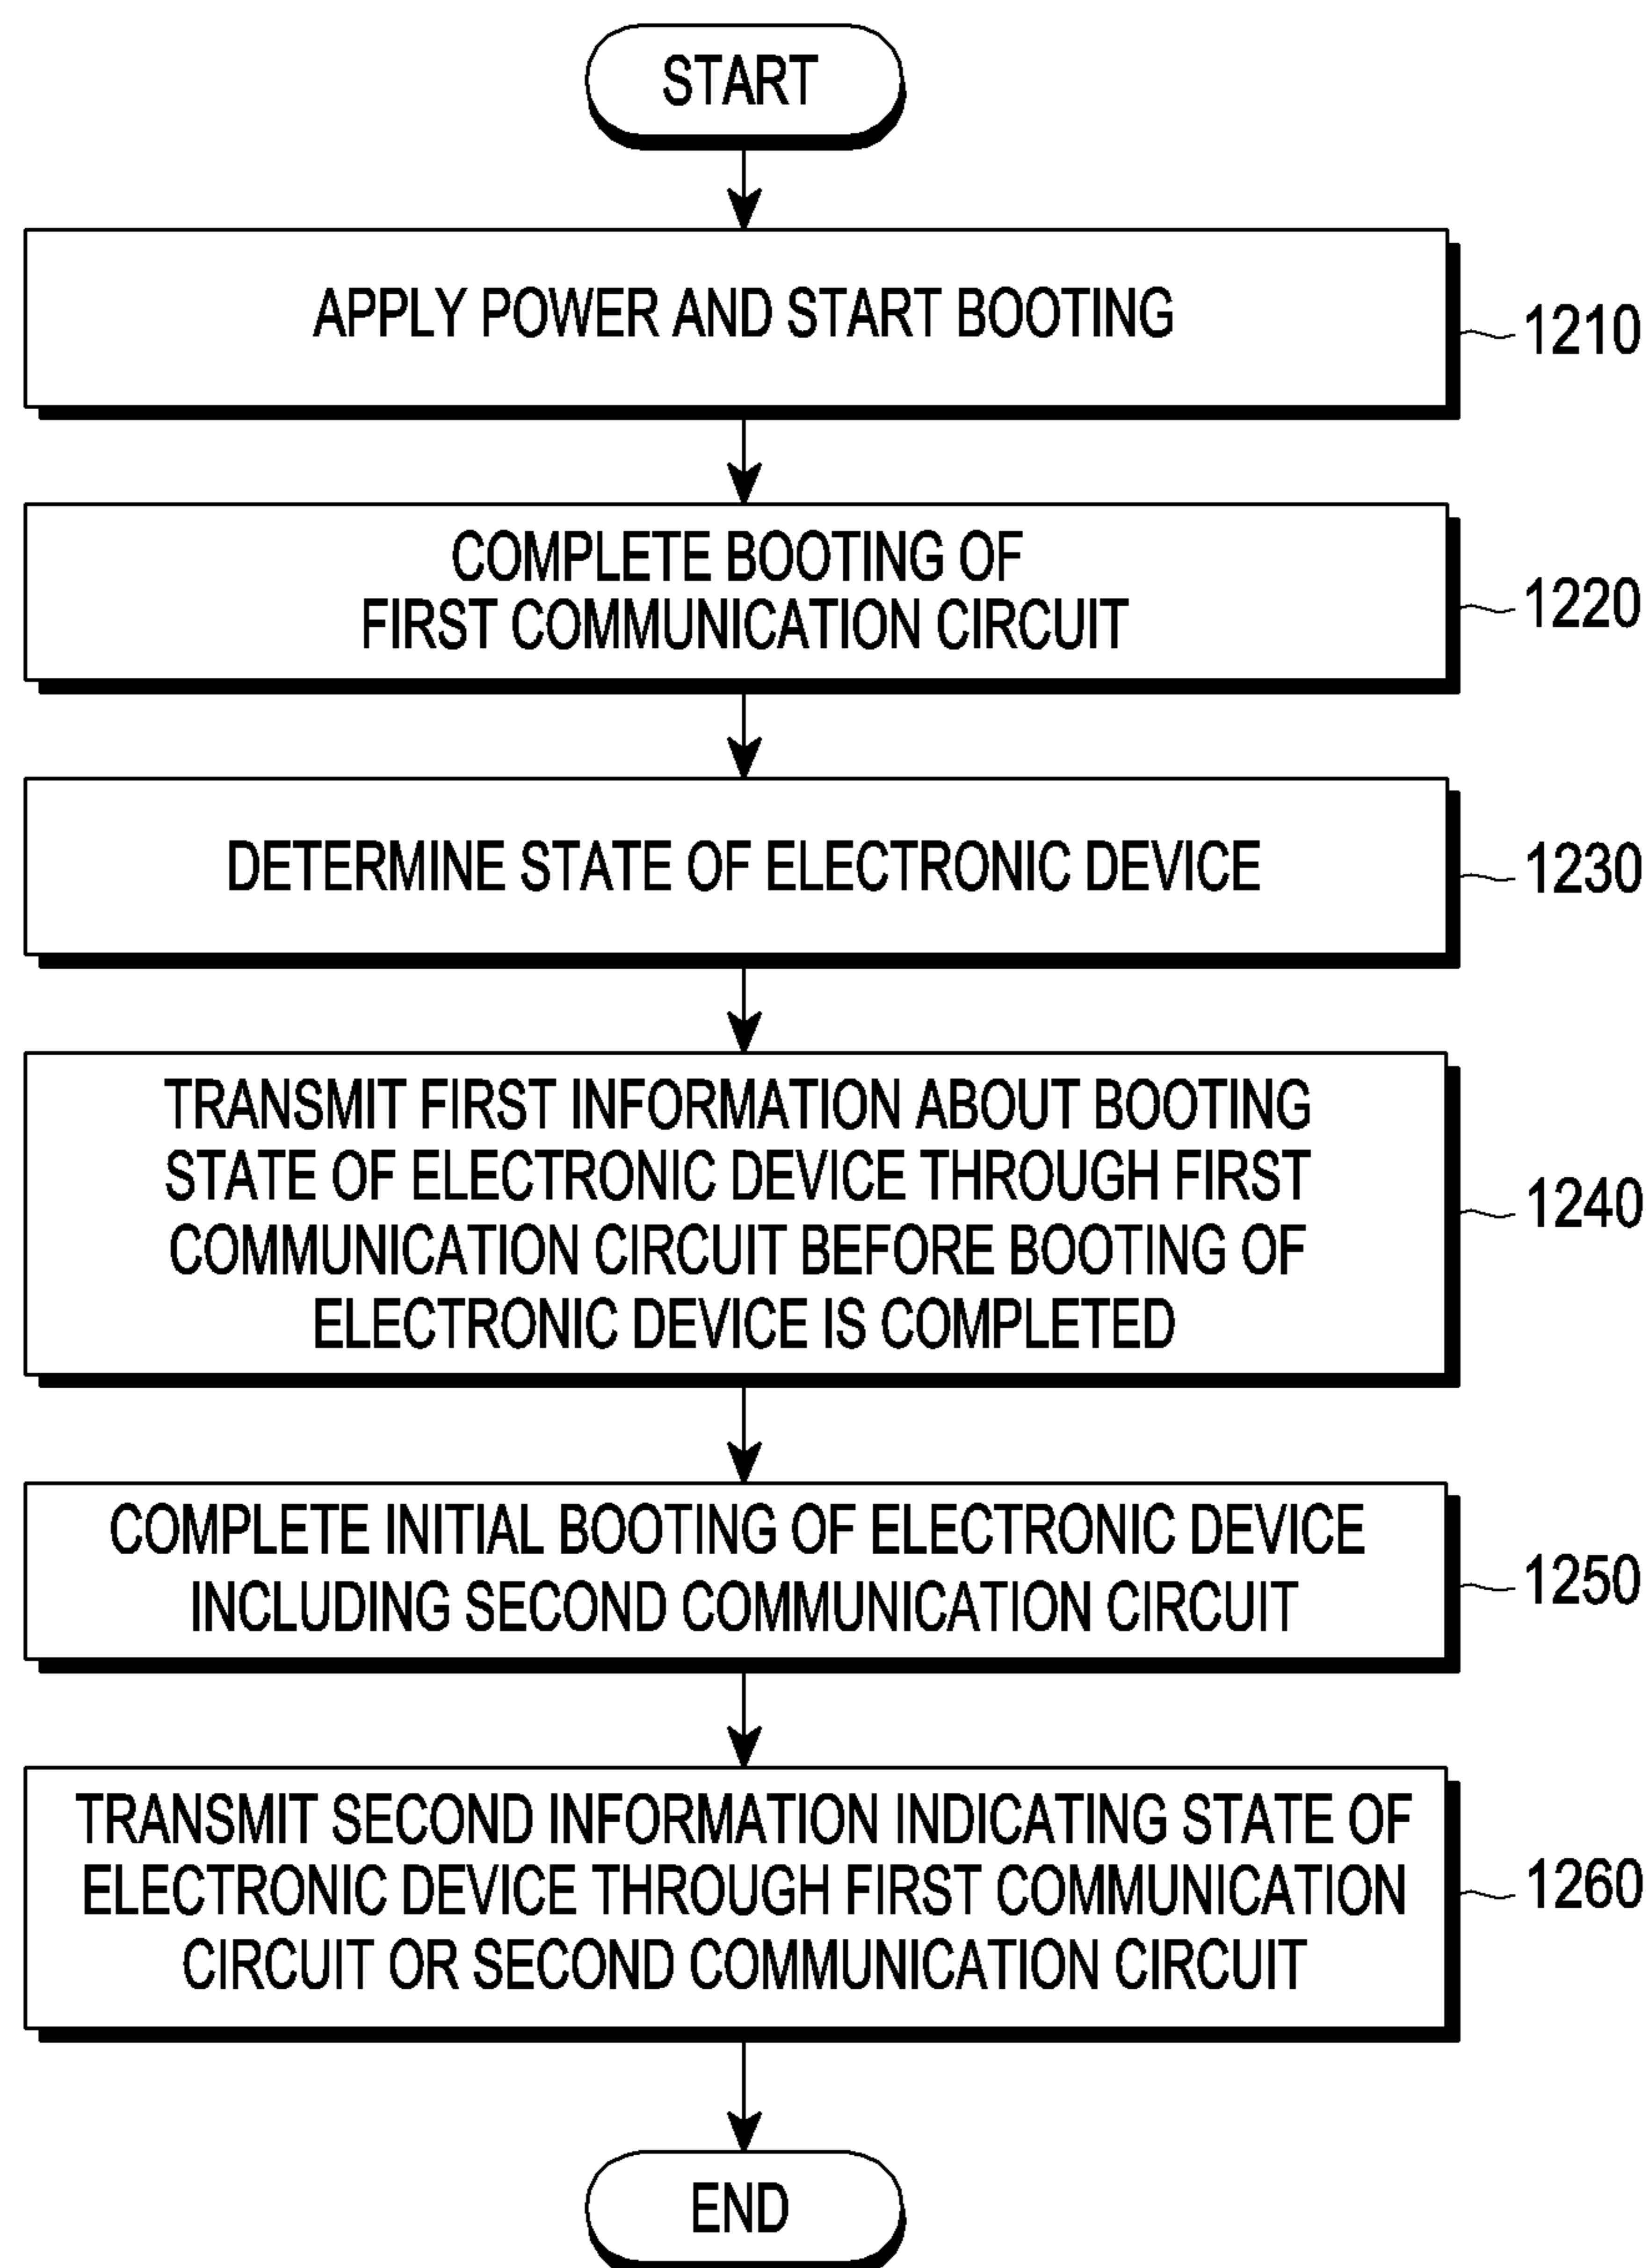 START
APPLY POWER AND START BOOTING
1210
COMPLETE BOOTING OF
FIRST COMMUNICATION CIRCUIT
1220
DETERMINE STATE OF ELECTRONIC DEVICE
1230
TRANSMIT FIRST INFORMATION ABOUT BOOTING
STATE OF ELECTRONIC DEVICE THROUGH FIRST
COMMUNICATION CIRCUIT BEFORE BOOTING OF
ELECTRONIC DEVICE IS COMPLETED
1240
COMPLETE INITIAL BOOTING OF ELECTRONIC DEVICE
INCLUDING SECOND COMMUNICATION CIRCUIT
1250
TRANSMIT SECOND INFORMATION INDICATING STATE OF
ELECTRONIC DEVICE THROUGH FIRST COMMUNICATION
CIRCUIT OR SECOND COMMUNICATION CIRCUIT
1260
END